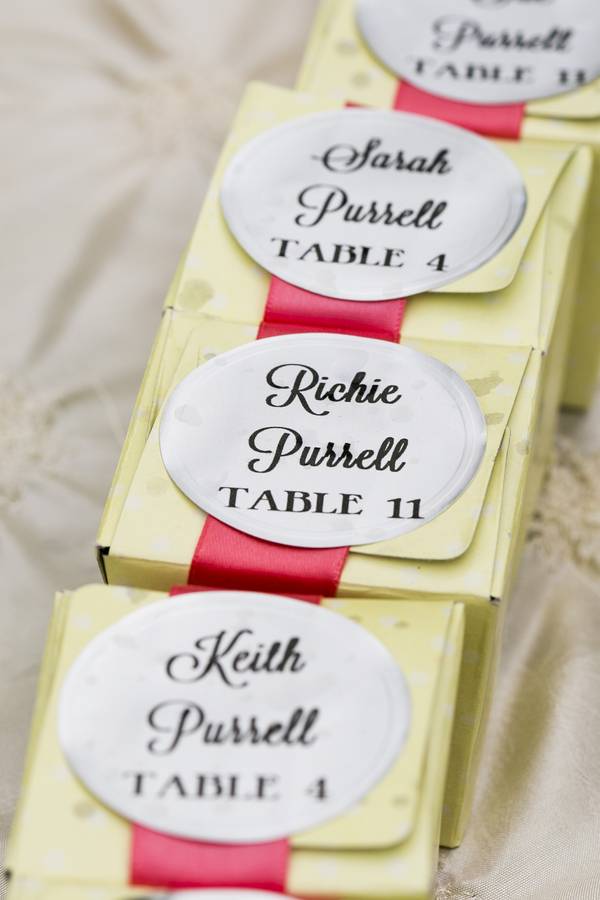 Purrell
TABLE 11
Sarah
Purrell
TABLE 4
Richie
Purrell
TABLE 11
Keith
Purrell
TABLE 4